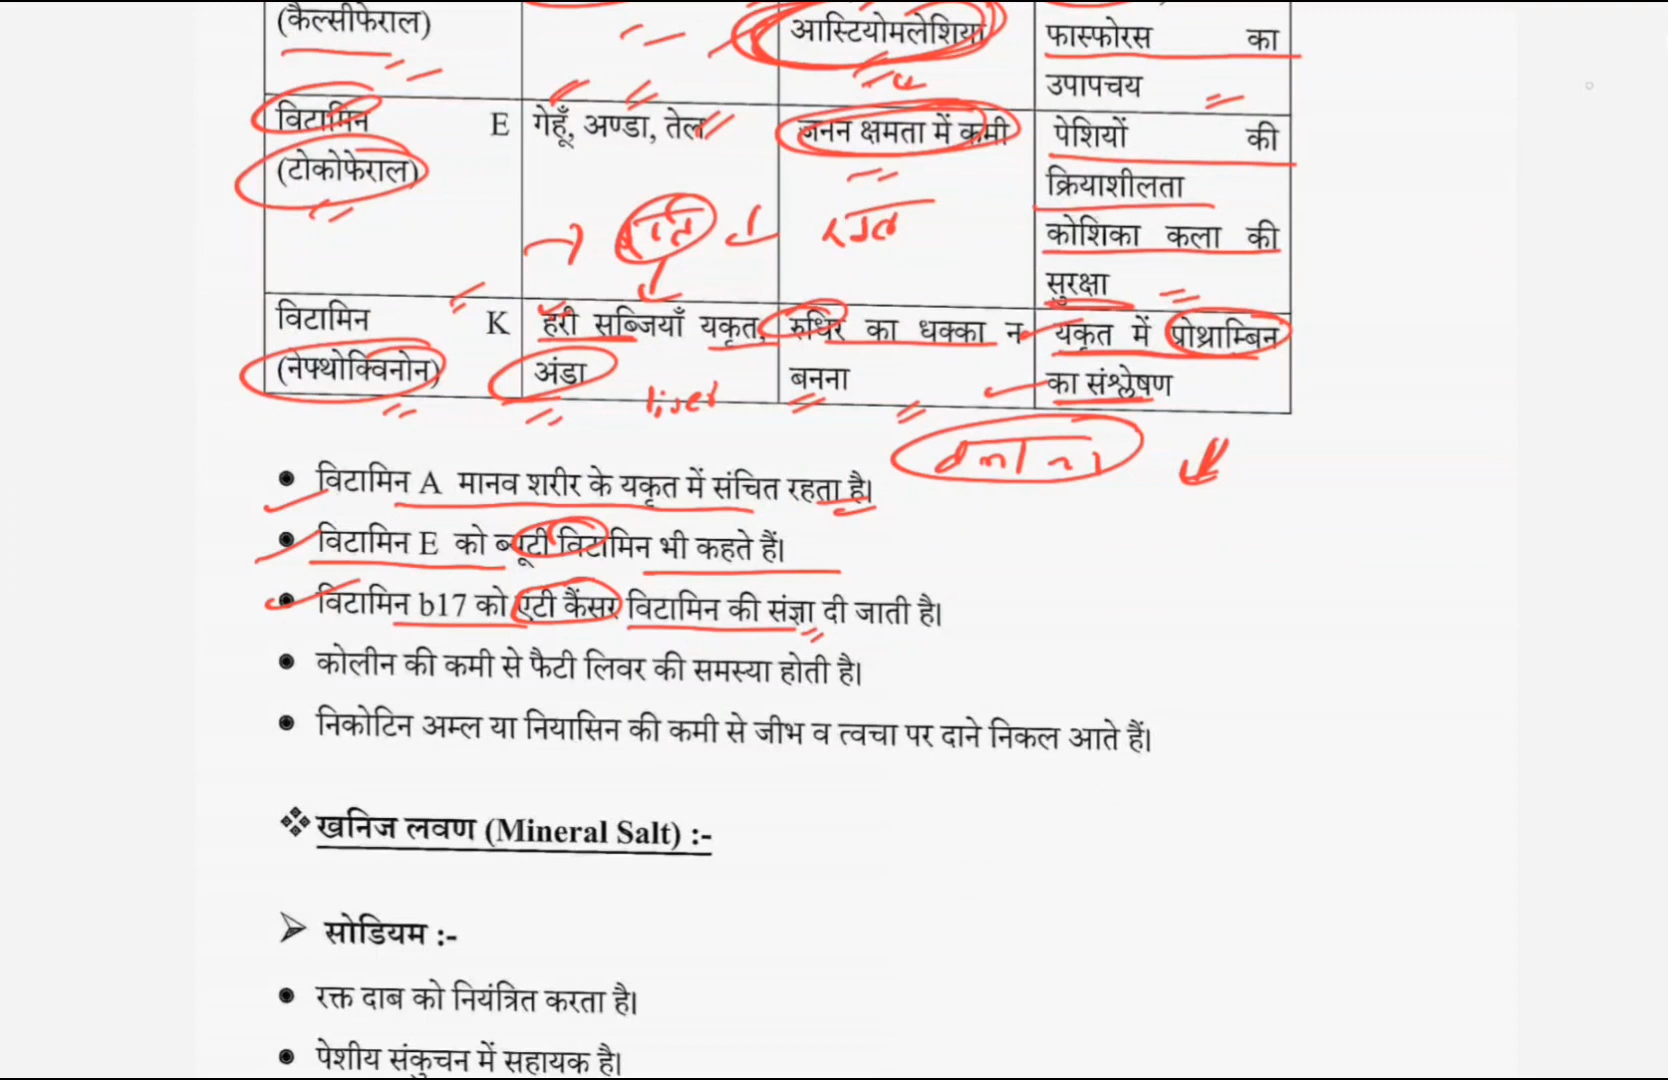 (कैल्सीफेराल)
आस्टियोमलेशिया
फास्फोरस का
उपापचय
विटामिन E
(टोकोफेराल)
गेहूँ, अण्डा, तेल
जनन क्षमता में कमी
पेशियों की
क्रियाशीलता
कोशिका कला की
सुरक्षा
विटामिन K
(नेफ्थोक्विनोन)
हरी सब्जियाँ यकृत,
अंडा
liver
रुधिर का धक्का न
बनना
यकृत में प्रोथ्राम्बिन
का संश्लेषण
विटामिन A मानव शरीर के यकृत में संचित रहता है।
विटामिन E को ब्यूटी विटामिन भी कहते हैं।
विटामिन b17 को एंटी कैंसर विटामिन की संज्ञा दी जाती है।
कोलीन की कमी से फैटी लिवर की समस्या होती है।
निकोटिन अम्ल या नियासिन की कमी से जीभ व त्वचा पर दाने निकल आते हैं।
खनिज लवण (Mineral Salt) :-
सोडियम :-
रक्त दाब को नियंत्रित करता है।
पेशीय संकुचन में सहायक है।